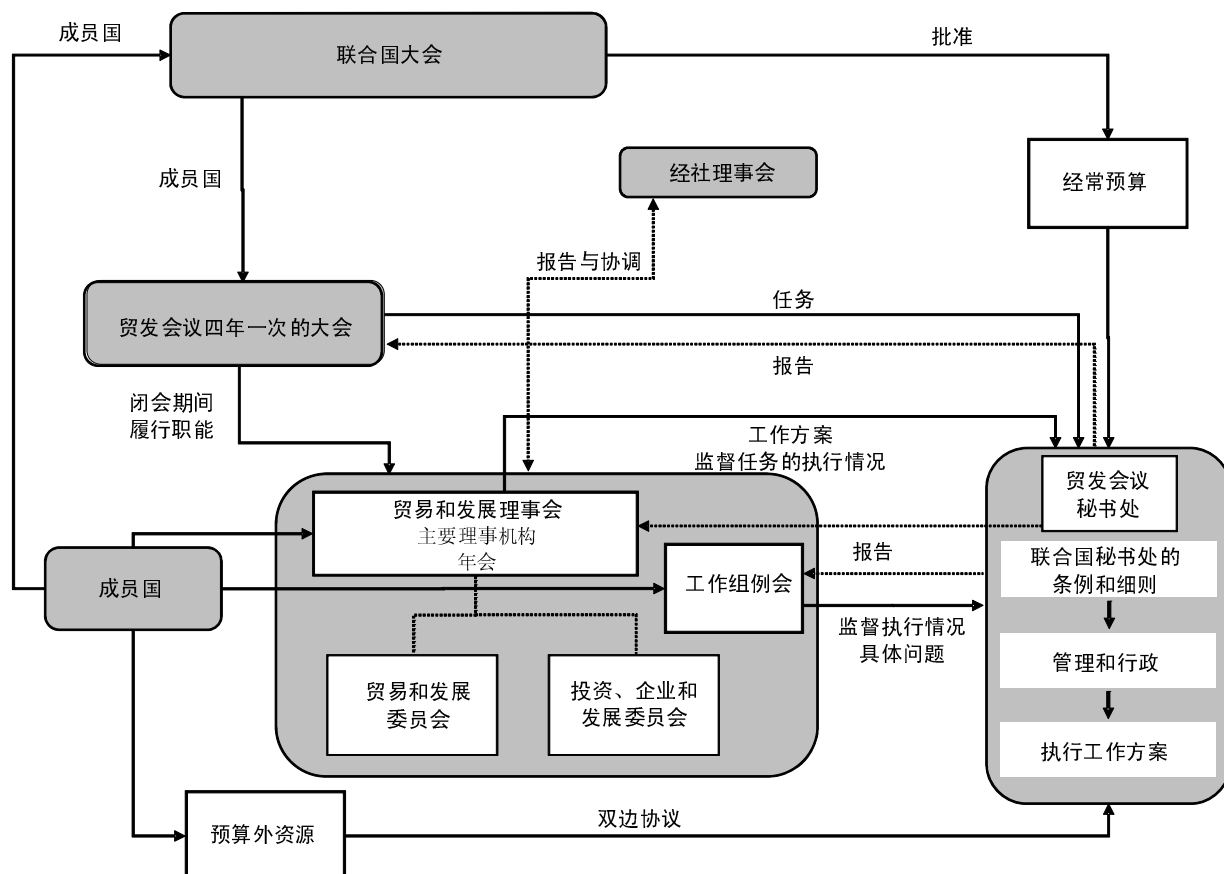 成员国
联合国大会
批准
成员国
经社理事会
经常预算
报告与协调
贸发会议四年一次的大会
任务
报告
闭会期间
履行职能
工作方案
监督任务的执行情况
贸发会议
秘书处
贸易和发展理事会
主要理事机构
年会
成员国
工作组例会
报告
联合国秘书处的
条例和细则
监督执行情况
具体问题
管理和行政
贸易和发展
委员会
投资、企业和
发展委员会
执行工作方案
预算外资源
双边协议